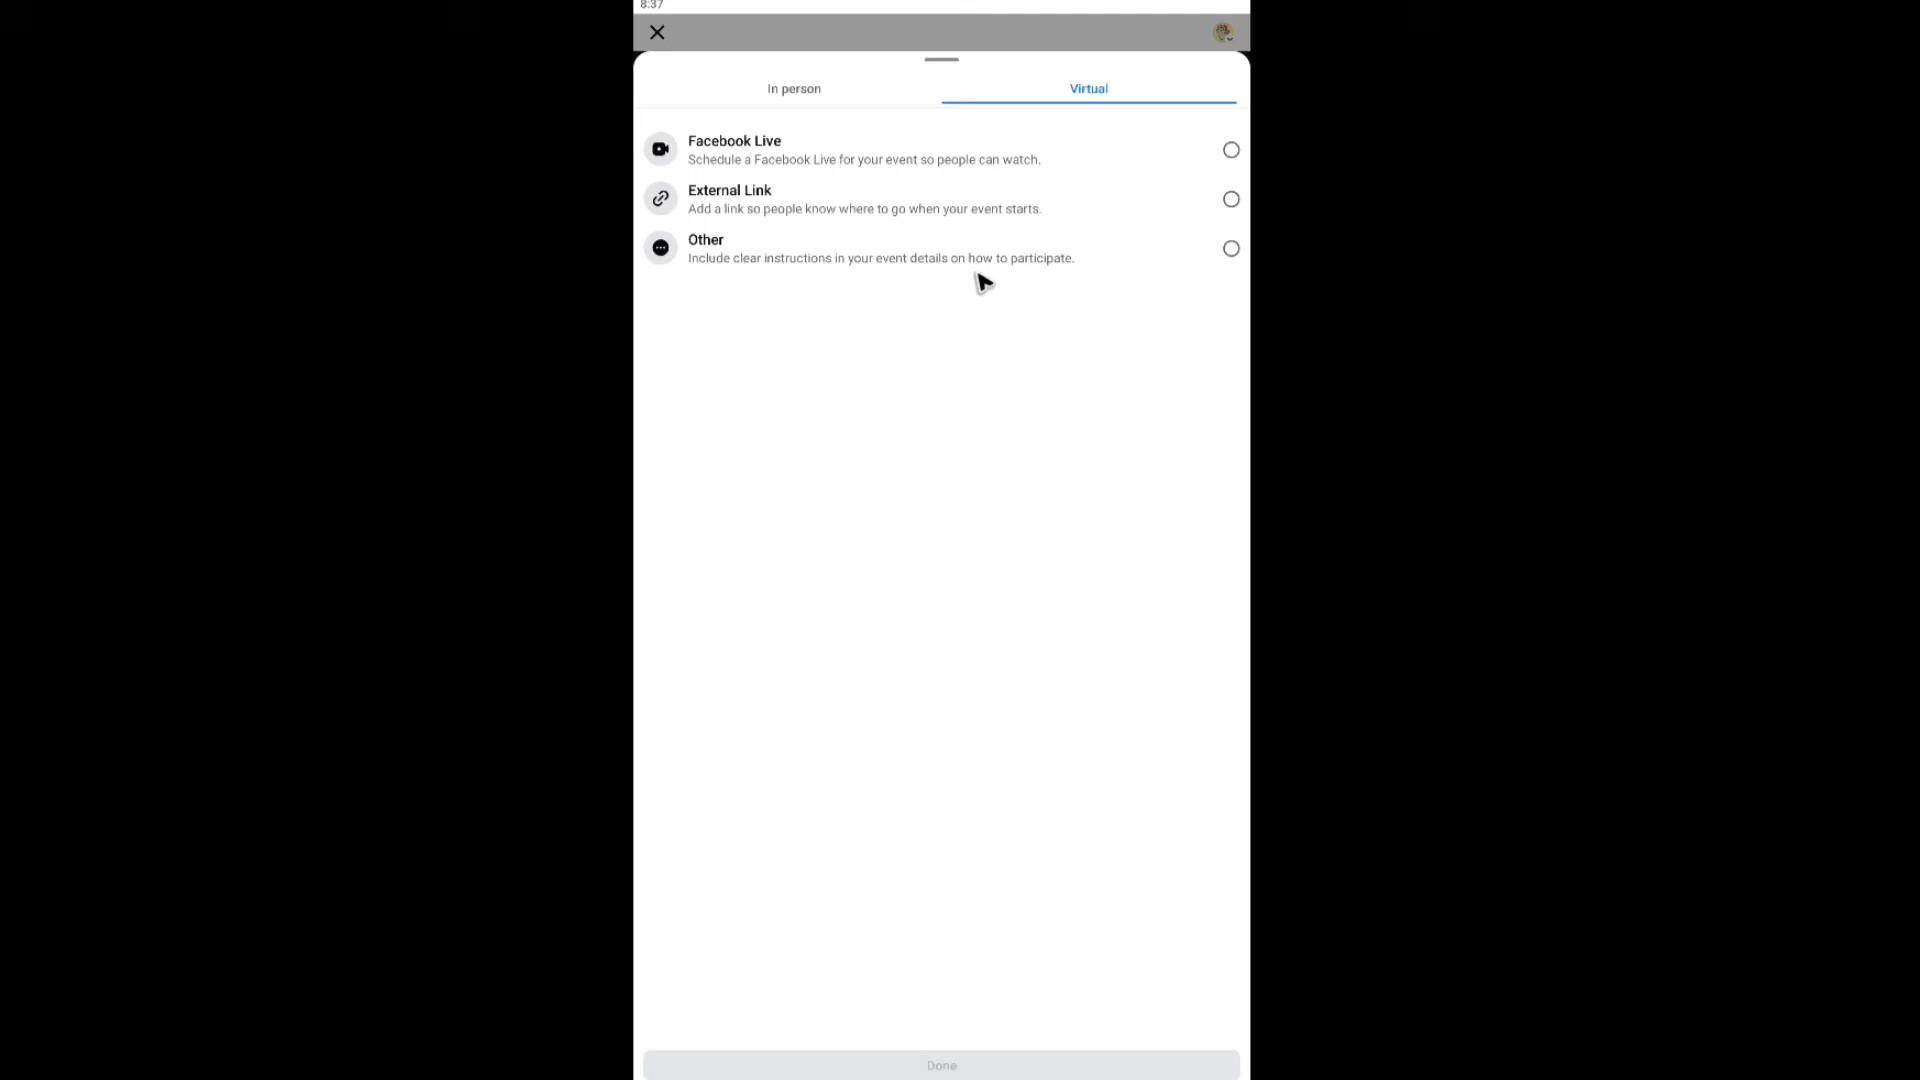 8:37
In person
Virtual
Facebook Live
Schedule a Facebook Live for your event so people can watch.
External Link
Add a link so people know where to go when your event starts.
Other
Include clear instructions in your event details on how to participate.
Done